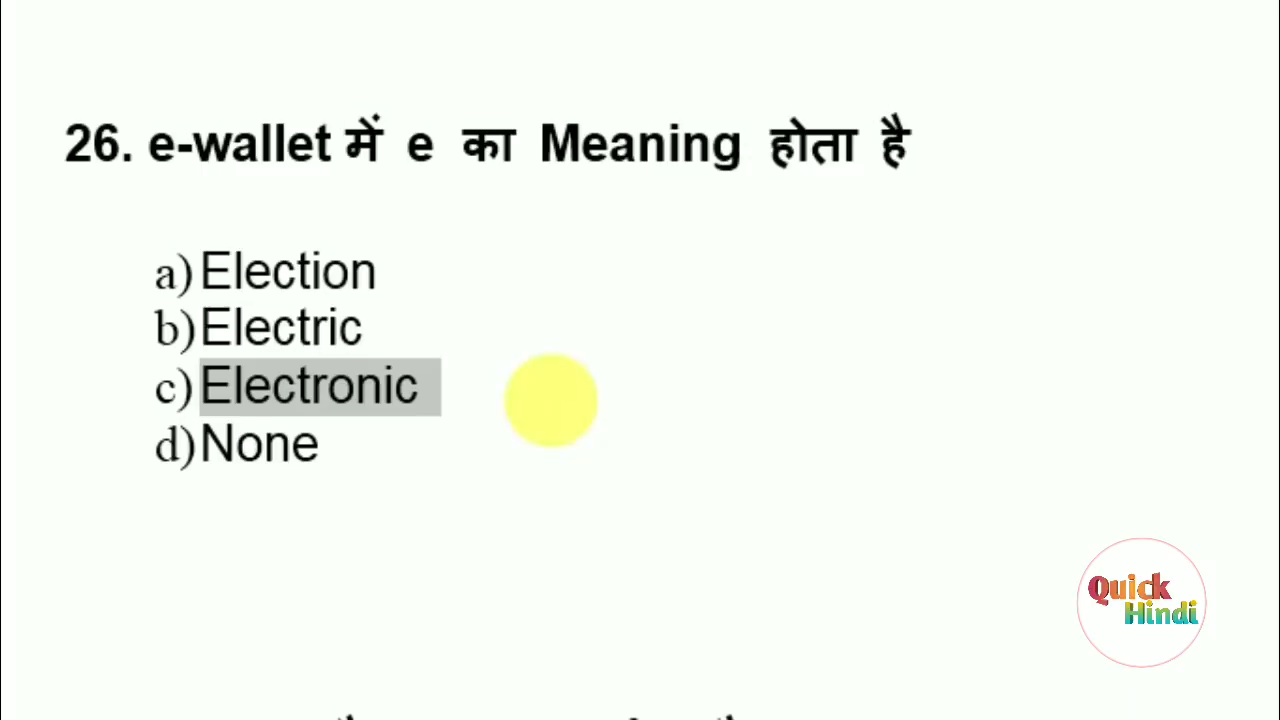 26. e-wallet में e का Meaning होता है
a) Election
b) Electric
c) Electronic
d) None
Quick
Hindi